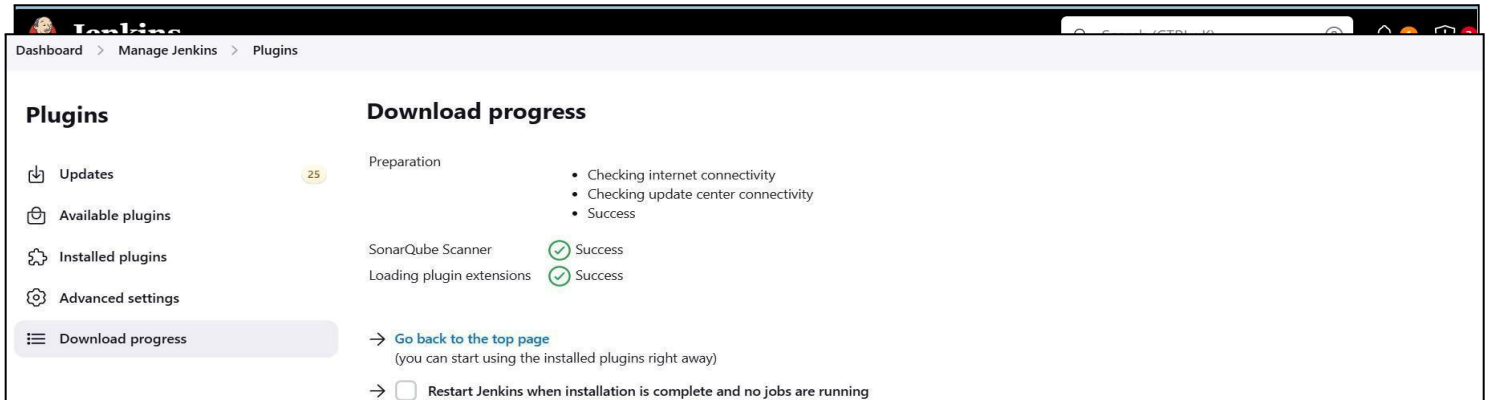 Jenkins
Dashboard > Manage Jenkins > Plugins
Plugins
Updates 25
Available plugins
Installed plugins
Advanced settings
Download progress
Download progress
Preparation
• Checking internet connectivity
• Checking update center connectivity
• Success
SonarQube Scanner Success
Loading plugin extensions Success
→ Go back to the top page
(you can start using the installed plugins right away)
→ Restart Jenkins when installation is complete and no jobs are running